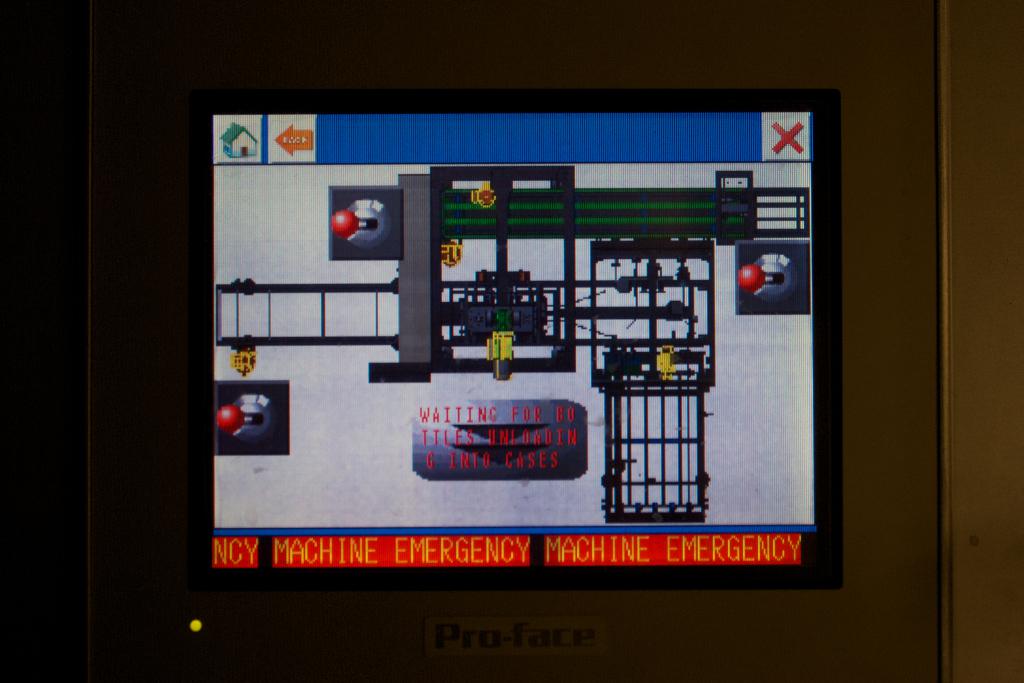 BACK
WAITING FOR BO
TTLES UNLOADIN
G INTO CASES
NCY MACHINE EMERGENCY MACHINE EMERGENCY
Pro-face